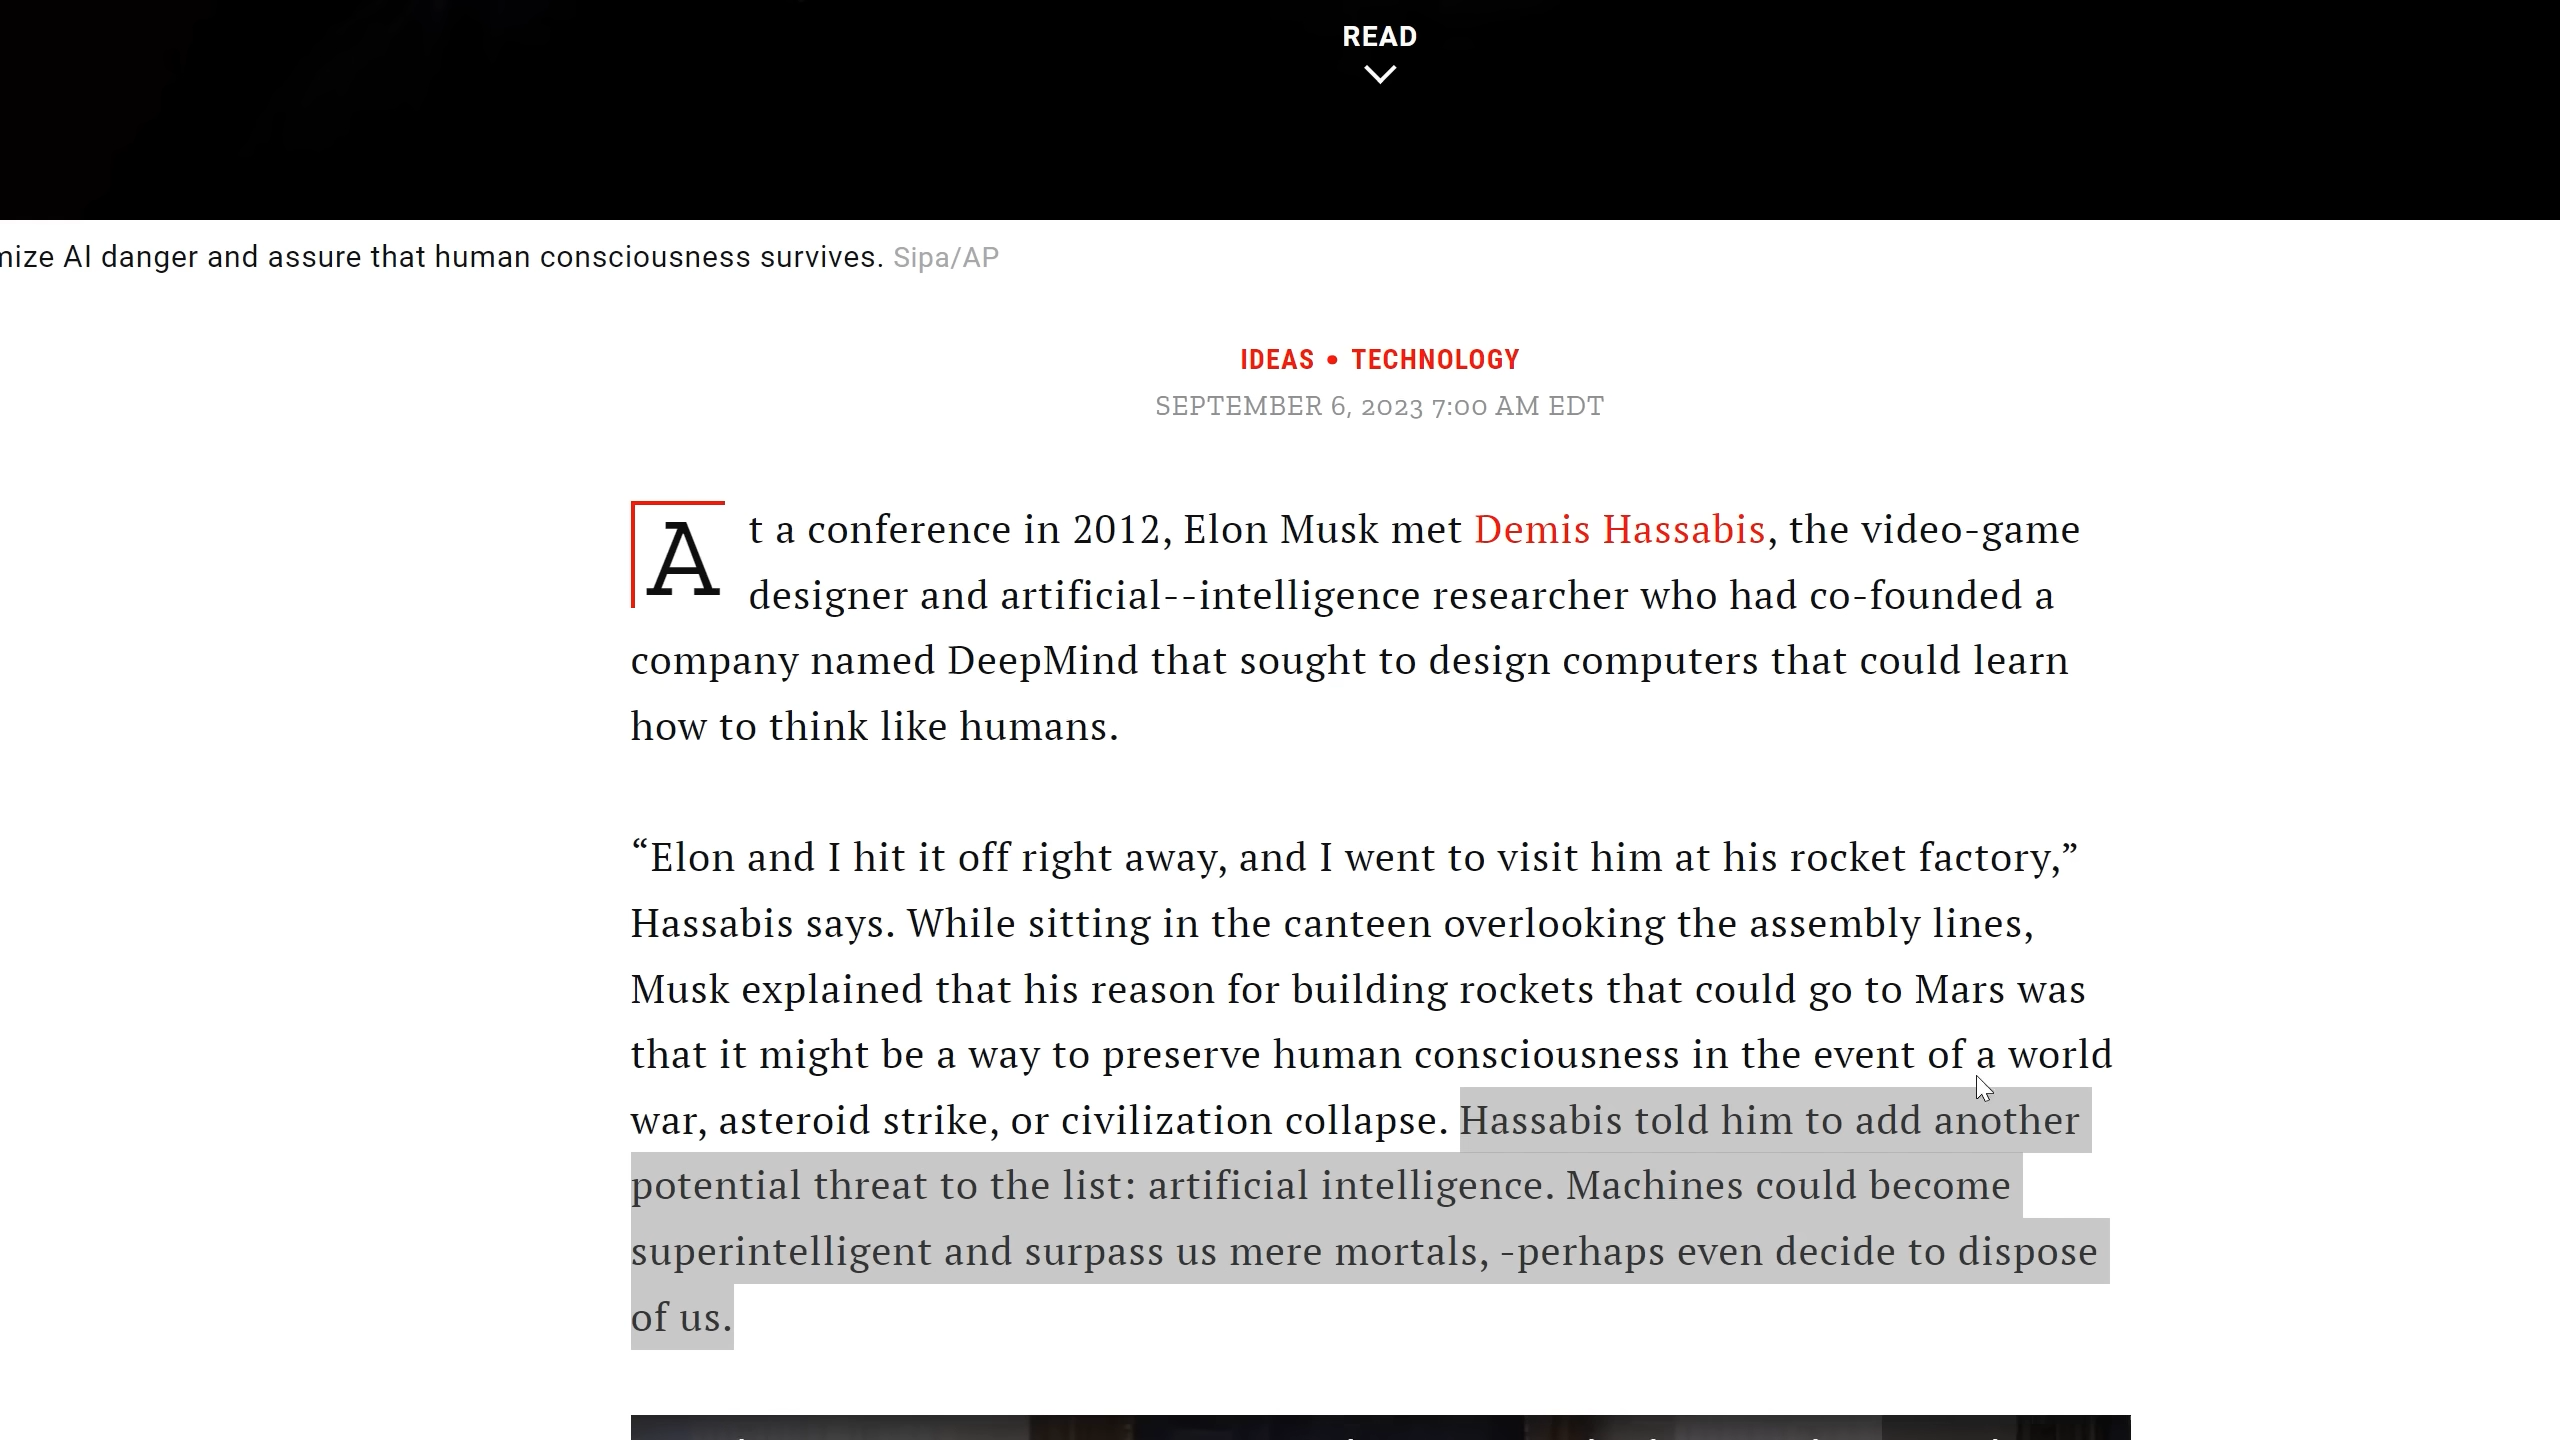 READ
mize AI danger and assure that human consciousness survives. Sipa/AP
IDEAS • TECHNOLOGY
SEPTEMBER 6, 2023 7:00 AM EDT
At a conference in 2012, Elon Musk met Demis Hassabis, the video-game
designer and artificial--intelligence researcher who had co-founded a
company named DeepMind that sought to design computers that could learn
how to think like humans.
“Elon and I hit it off right away, and I went to visit him at his rocket factory,”
Hassabis says. While sitting in the canteen overlooking the assembly lines,
Musk explained that his reason for building rockets that could go to Mars was
that it might be a way to preserve human consciousness in the event of a world
war, asteroid strike, or civilization collapse. Hassabis told him to add another
potential threat to the list: artificial intelligence. Machines could become
superintelligent and surpass us mere mortals, -perhaps even decide to dispose
of us.